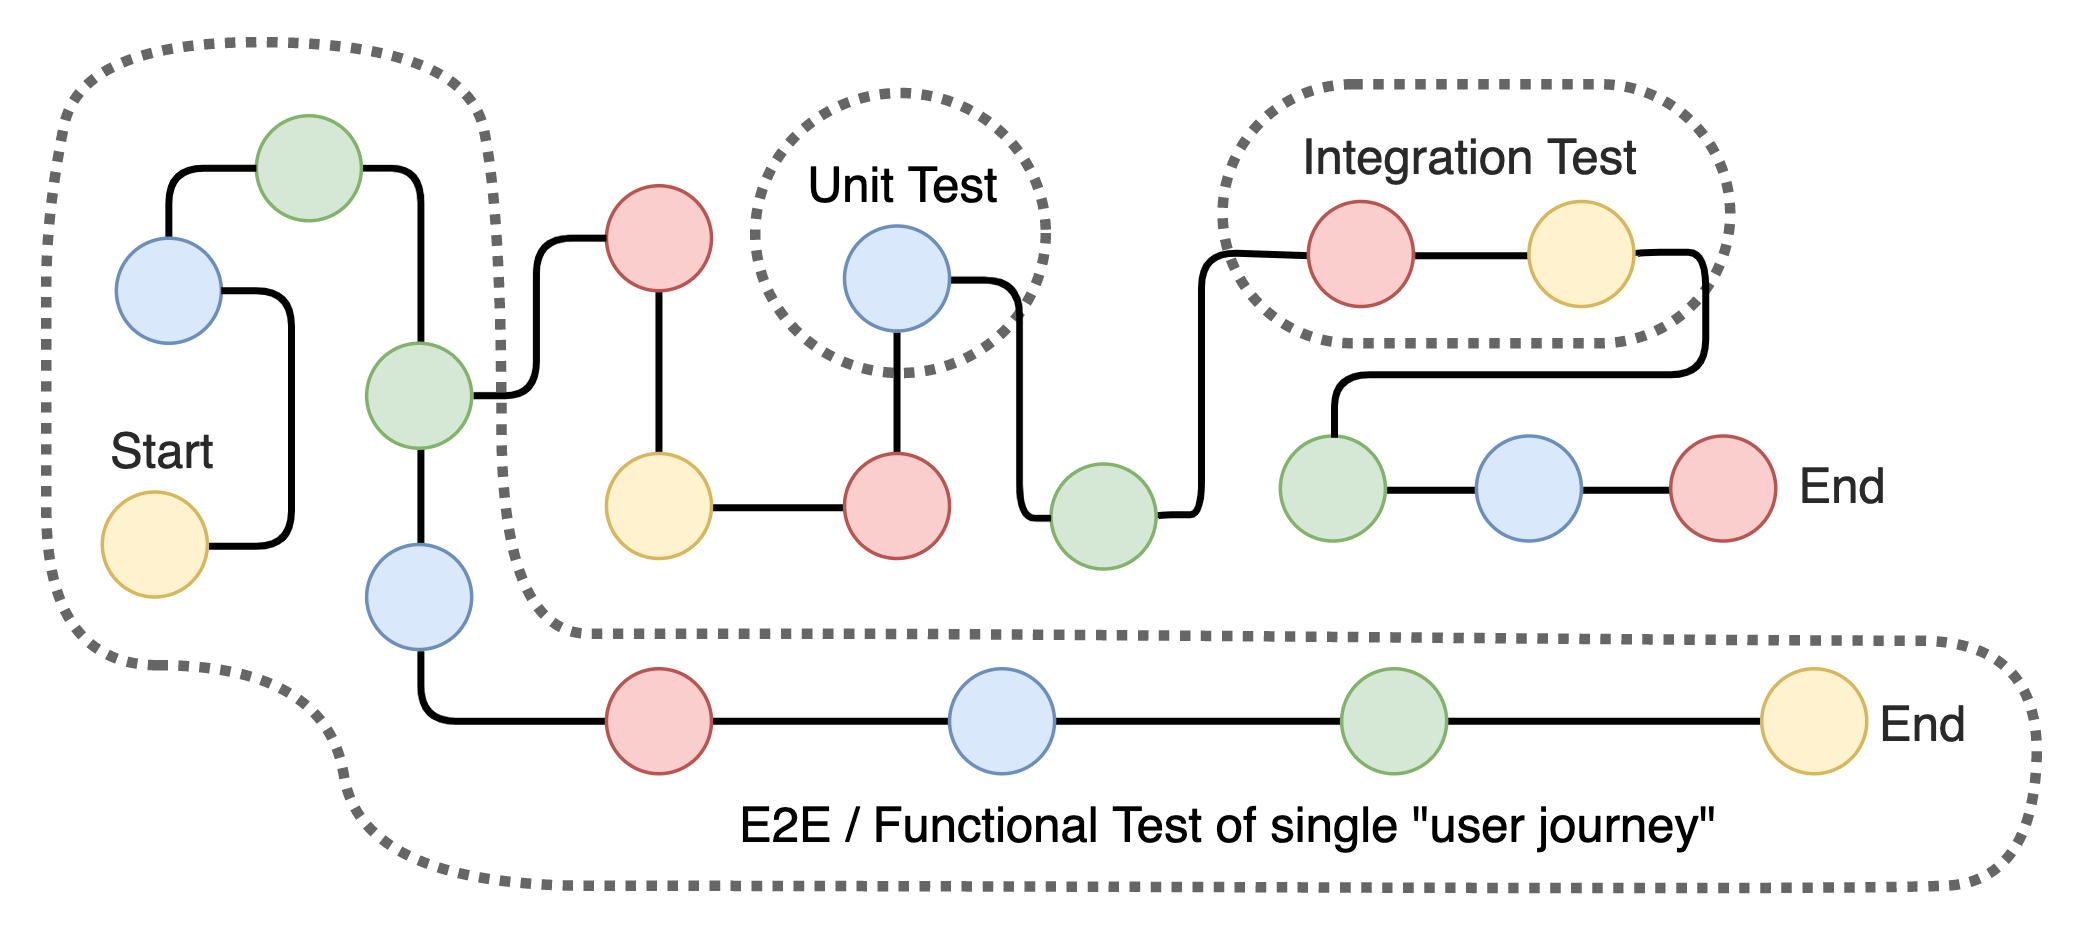 Unit Test
Integration Test
Start
End
End
E2E / Functional Test of single "user journey"